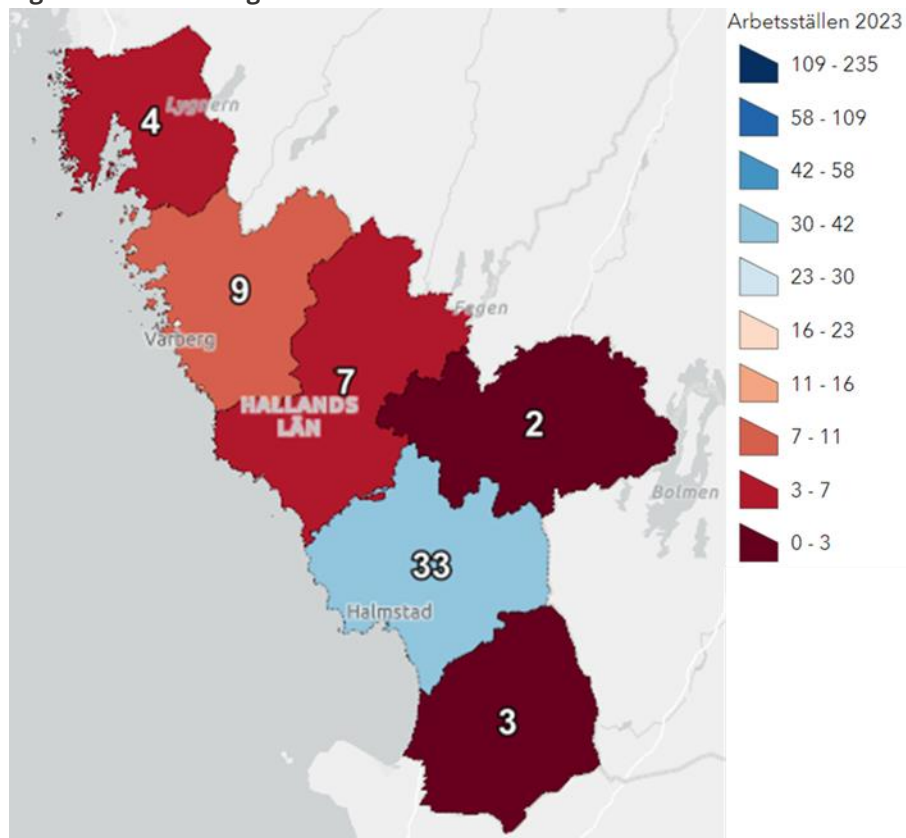 Arbetsställen 2023
109 - 235
58 - 109
42 - 58
30 - 42
23 - 30
16 - 23
11 - 16
7 - 11
3 - 7
0 - 3
Lygnern
4
9
Fegen
Varberg
7
HALLANDS
LÄN
2
Bolmen
33
Halmstad
3